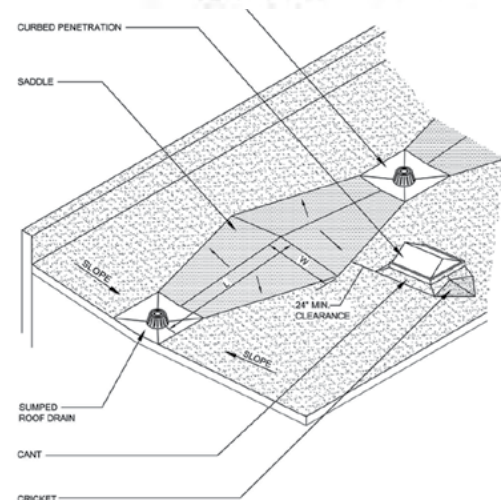 CURBED PENETRATION
SADDLE
SLOPE
W
L
24" MIN.
CLEARANCE
SLOPE
SUMPED
ROOF DRAIN
CANT
CRICKET